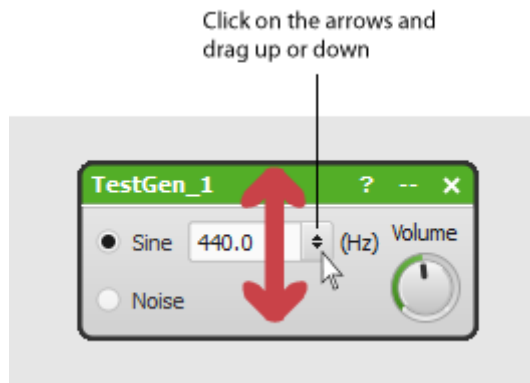 Click on the arrows and
drag up or down
TestGen_1 ? -- x
Sine 440.0 (Hz) Volume
Noise